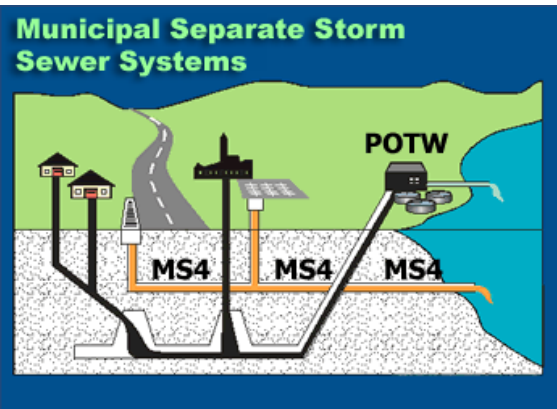 Municipal Separate Storm
Sewer Systems
POTW
MS4 MS4 MS4